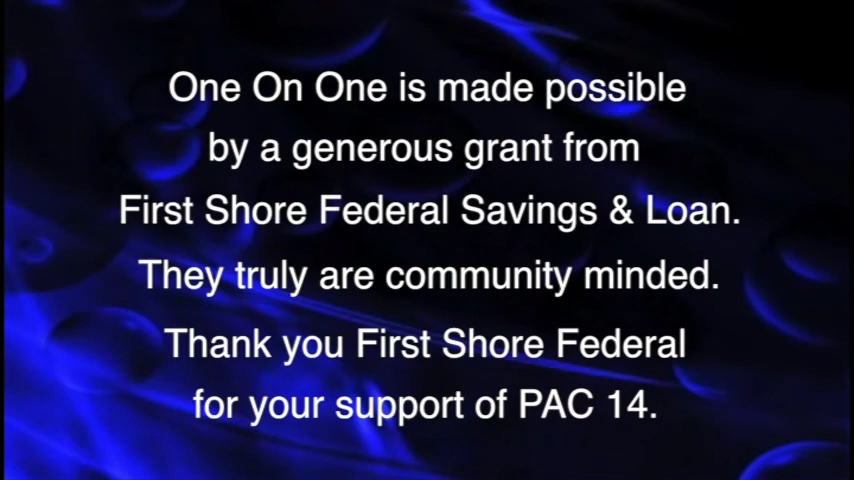 One On One is made possible
by a generous grant from
First Shore Federal Savings & Loan.
They truly are community minded.
Thank you First Shore Federal
for your support of PAC 14.